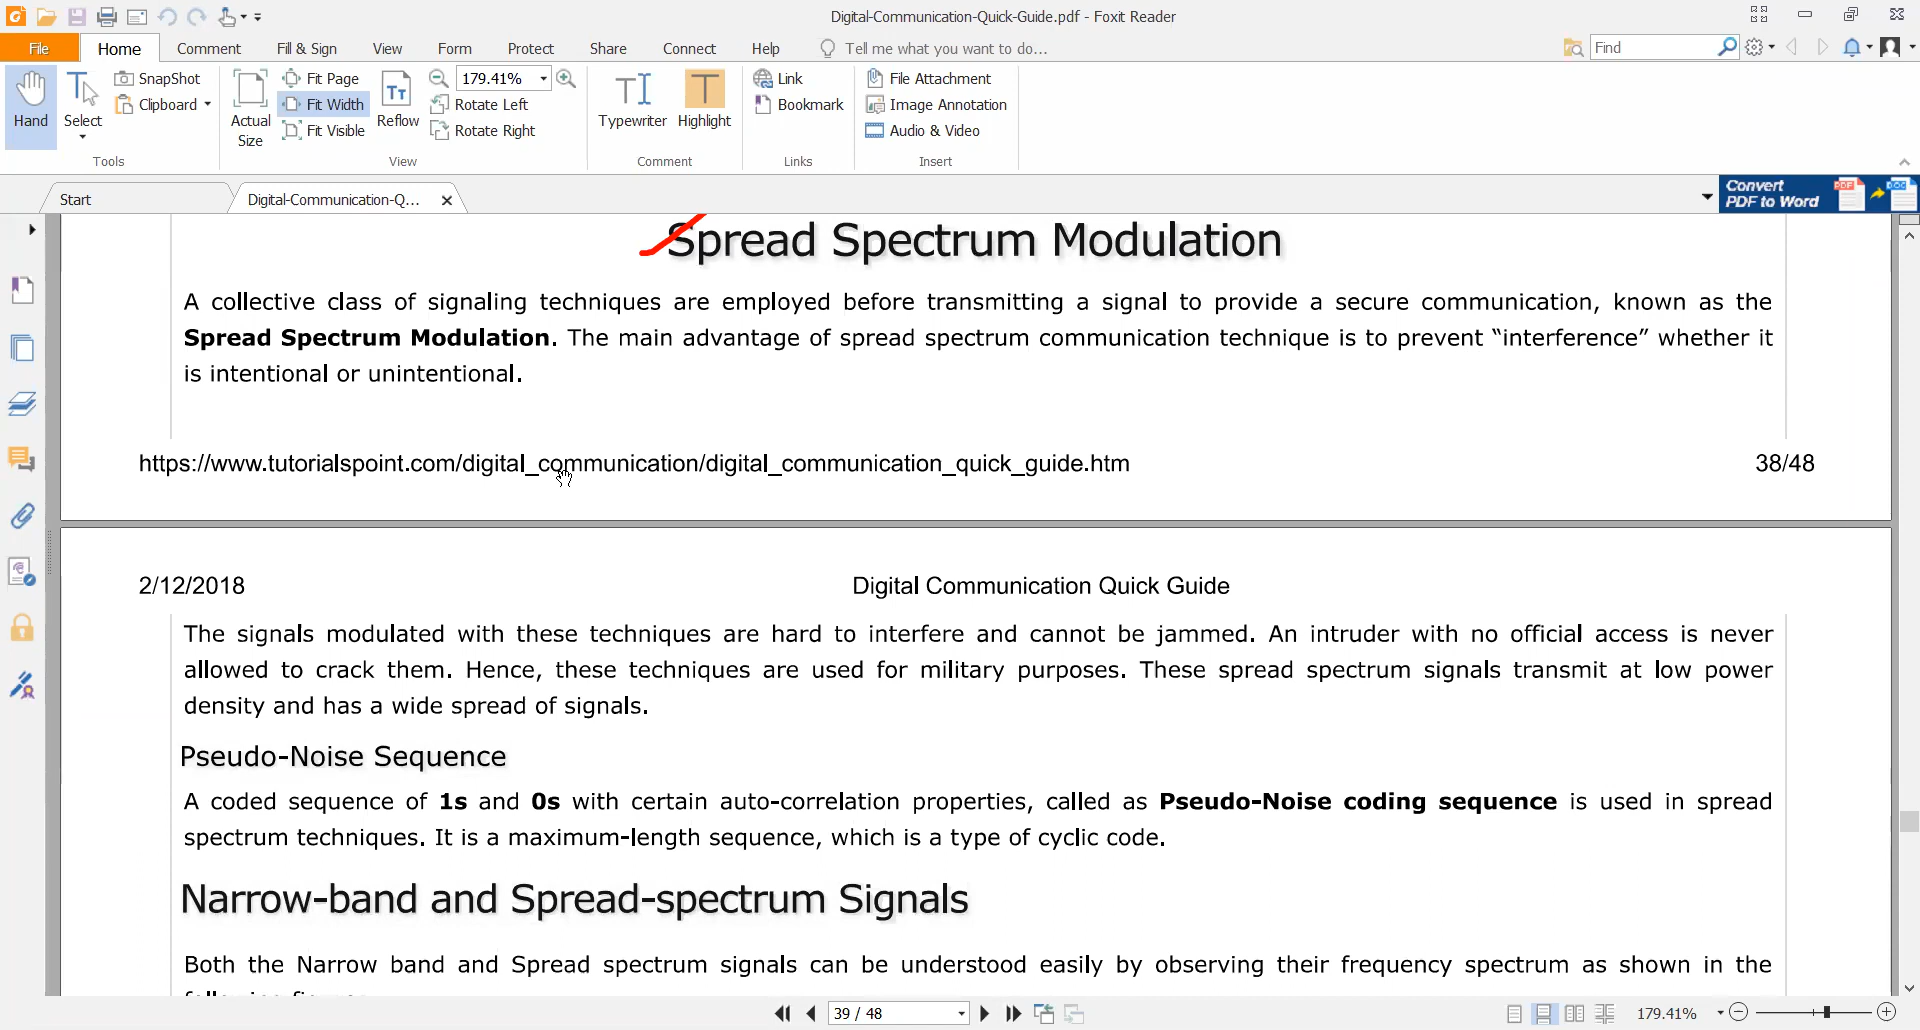 Digital-Communication-Quick-Guide.pdf - Foxit Reader
File Home Comment Fill & Sign View Form Protect Share Connect Help Tell me what you want to do... Find
Hand
Select
SnapShot
Clipboard
Tools
Actual Size
Fit Page
Fit Width
Fit Visible
Reflow
179.41%
Rotate Left
Rotate Right
View
Typewriter
Highlight
Comment
Link
Bookmark
Links
File Attachment
Image Annotation
Audio & Video
Insert
Start
Digital-Communication-Q...
Convert
PDF to Word
PDF DOC
Spread Spectrum Modulation
A collective class of signaling techniques are employed before transmitting a signal to provide a secure communication, known as the
Spread Spectrum Modulation. The main advantage of spread spectrum communication technique is to prevent “interference” whether it
is intentional or unintentional.
https://www.tutorialspoint.com/digital_communication/digital_communication_quick_guide.htm 38/48
2/12/2018 Digital Communication Quick Guide
The signals modulated with these techniques are hard to interfere and cannot be jammed. An intruder with no official access is never
allowed to crack them. Hence, these techniques are used for military purposes. These spread spectrum signals transmit at low power
density and has a wide spread of signals.
Pseudo-Noise Sequence
A coded sequence of 1s and 0s with certain auto-correlation properties, called as Pseudo-Noise coding sequence is used in spread
spectrum techniques. It is a maximum-length sequence, which is a type of cyclic code.
Narrow-band and Spread-spectrum Signals
Both the Narrow band and Spread spectrum signals can be understood easily by observing their frequency spectrum as shown in the
39 / 48
179.41%